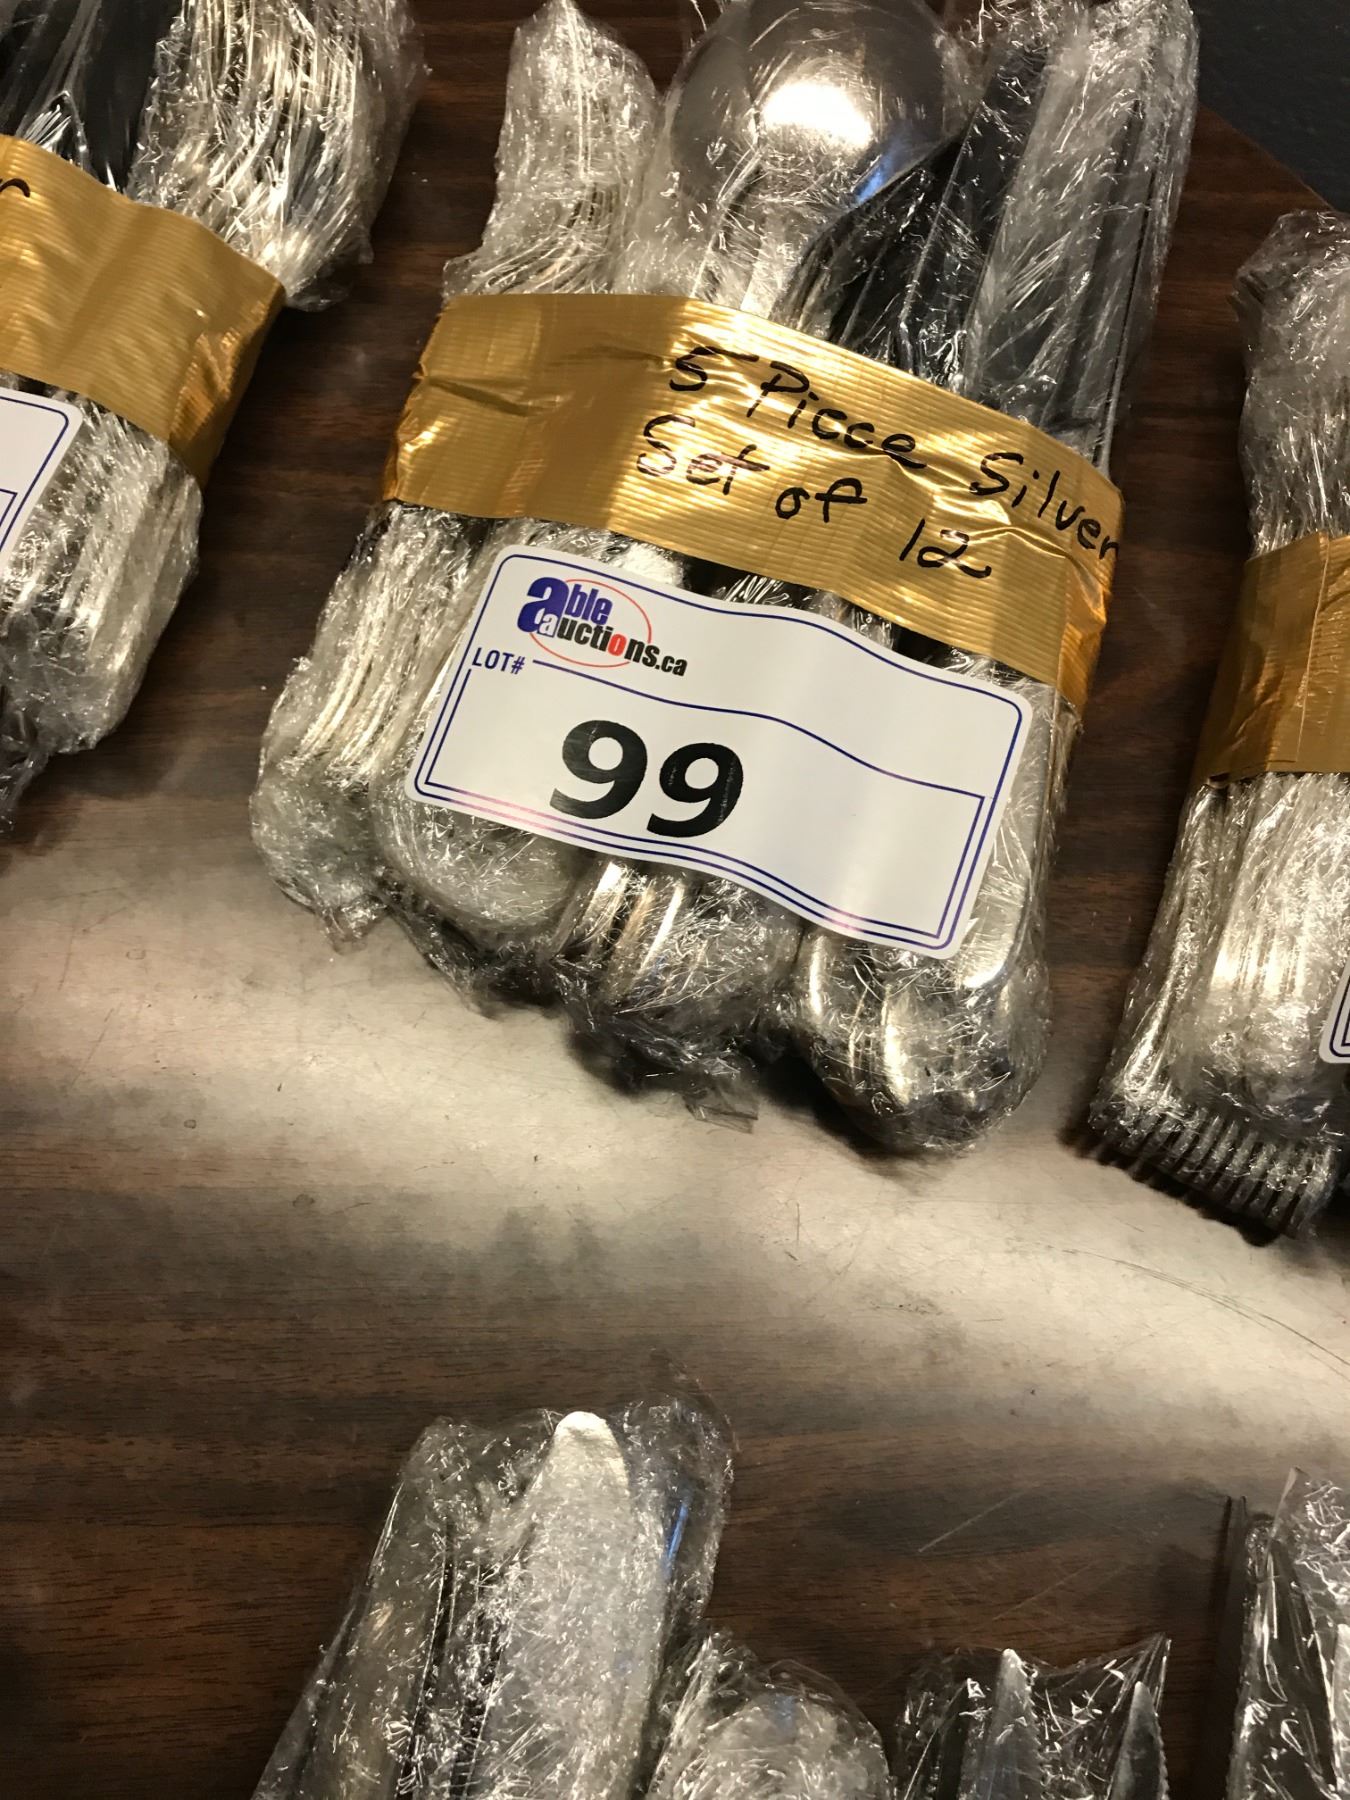 r
5 Piece Silver
Set of 12
able
auctions.ca
LOT#
99